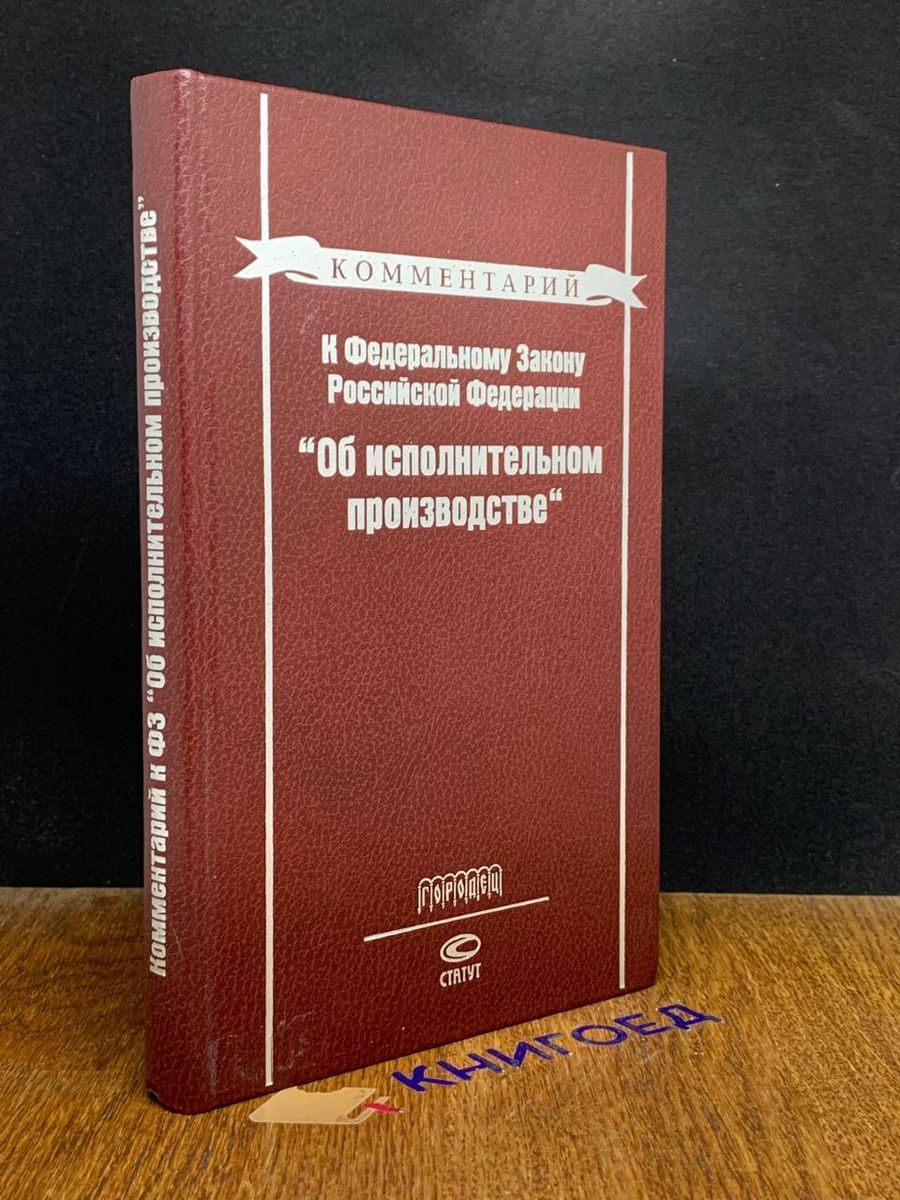 Комментарий к ФЗ “Об исполнительном производстве”
КОММЕНТАРИЙ
К Федеральному Закону
Российской Федерации
“Об исполнительном
производстве“
ГОРОДЕЦ
СТАТУТ
КНИГОЕД